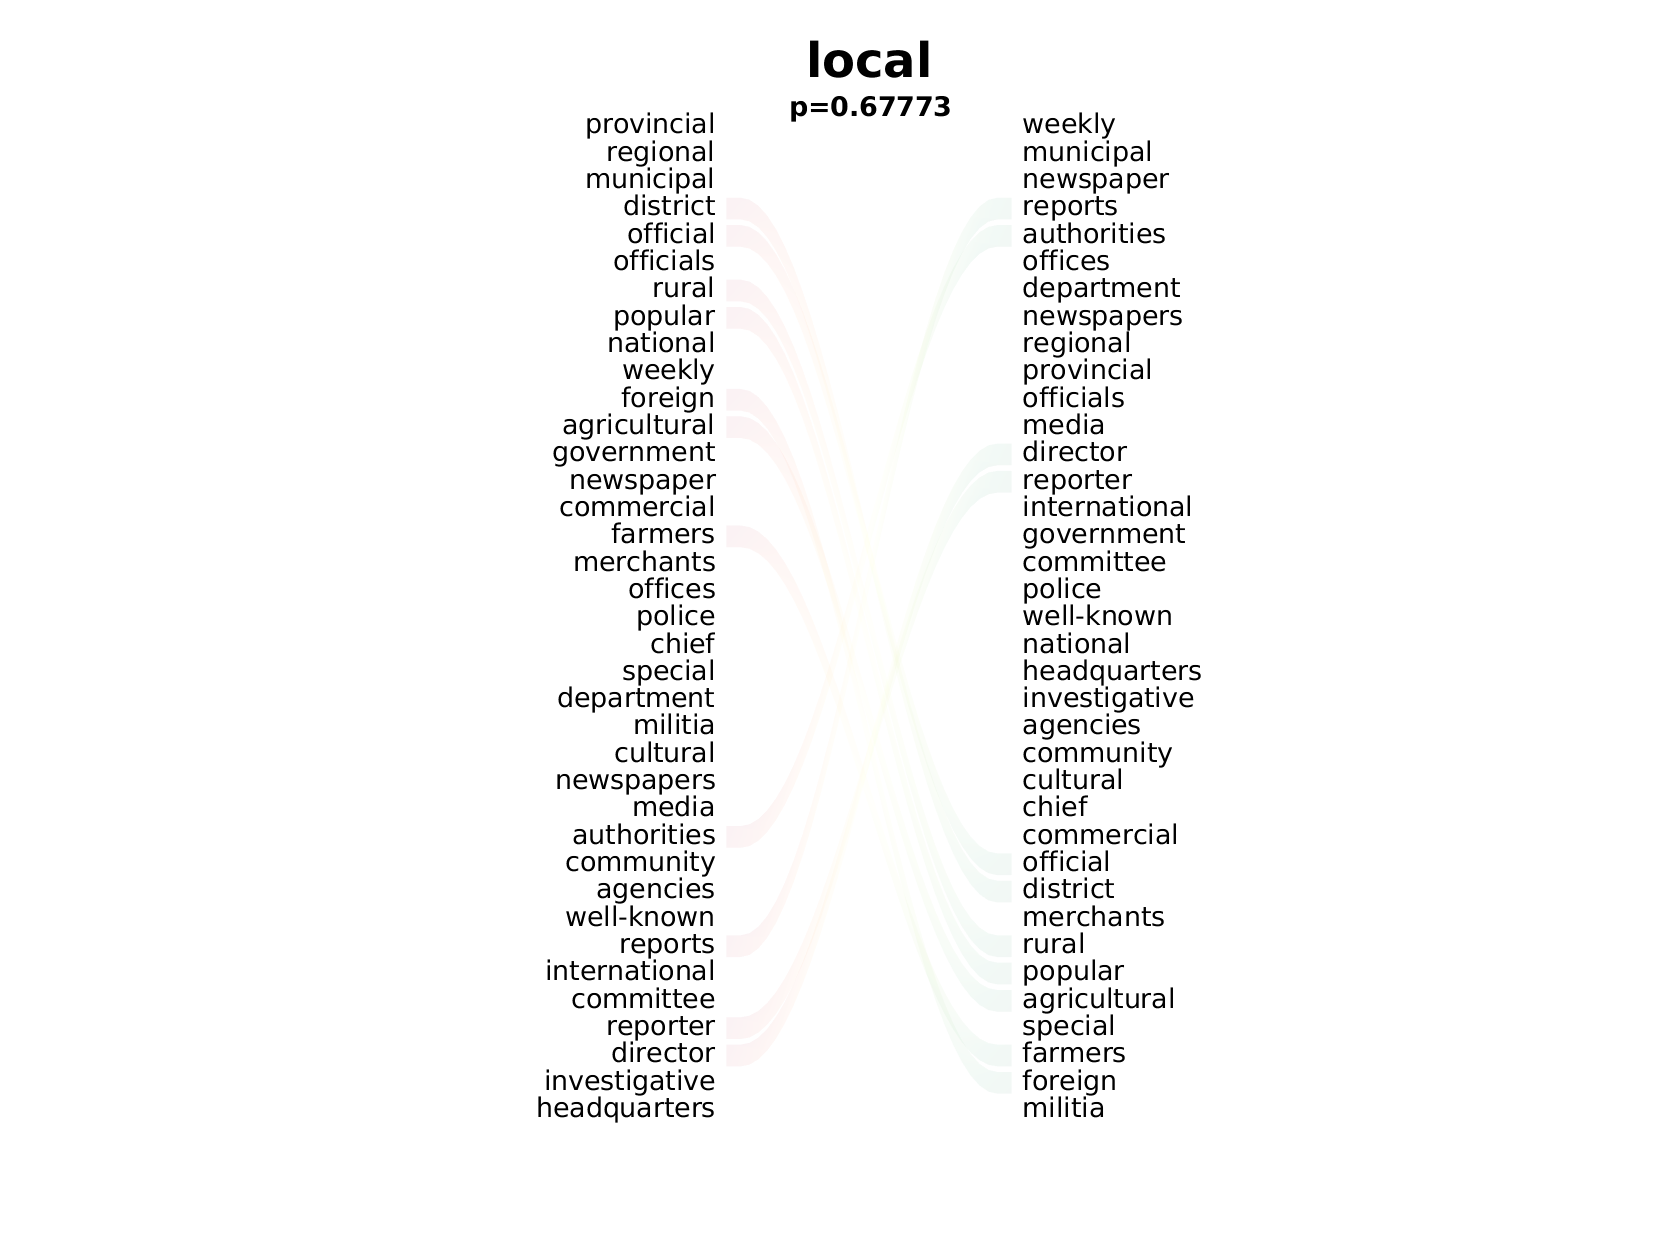 local
p=0.67773
provincial weekly
regional municipal
municipal newspaper
district reports
official authorities
officials offices
rural department
popular newspapers
national regional
weekly provincial
foreign officials
agricultural media
government director
newspaper reporter
commercial international
farmers government
merchants committee
offices police
police well-known
chief national
special headquarters
department investigative
militia agencies
cultural community
newspapers cultural
media chief
authorities commercial
community official
agencies district
well-known merchants
reports rural
international popular
committee agricultural
reporter special
director farmers
investigative foreign
headquarters militia